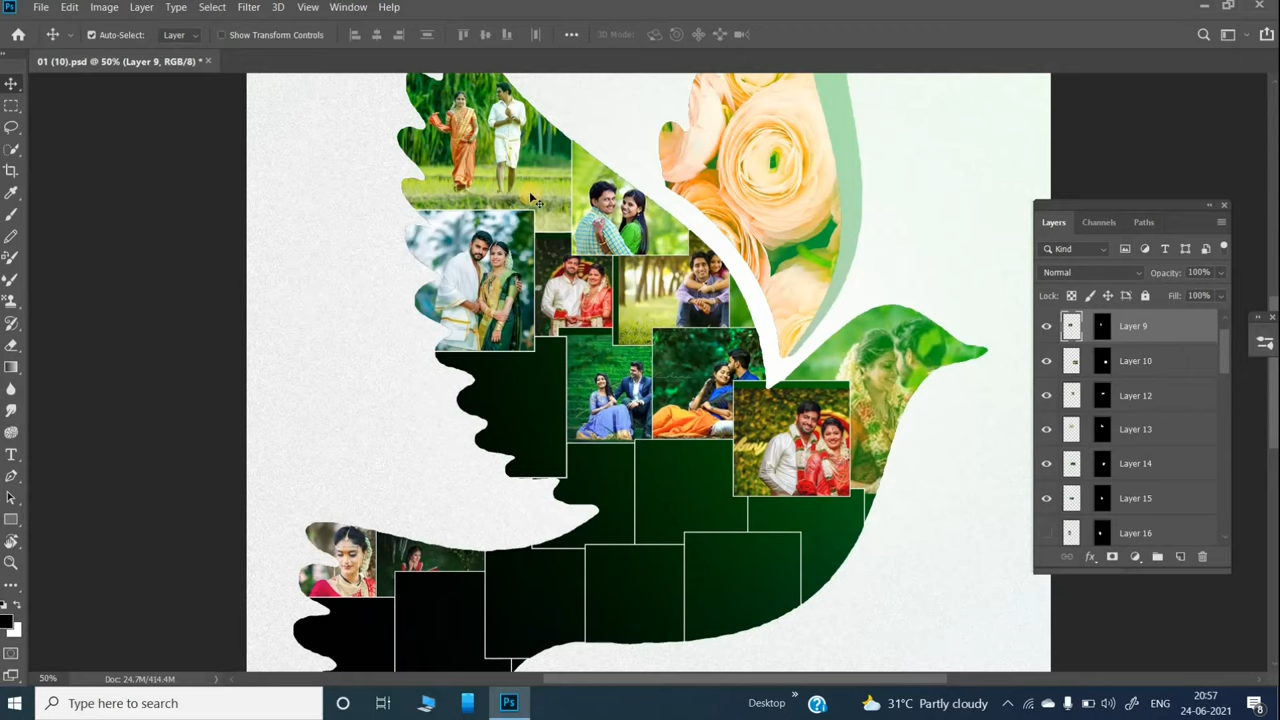 Ps File Edit Image Layer Type Select Filter 3D View Window Help
Auto-Select: Layer Show Transform Controls 3D Mode:
01 (10).psd @ 50% (Layer 9, RGB/8) *
Layers Channels Paths
Kind
Normal Opacity: 100%
Lock: Fill: 100%
Layer 9
Layer 10
Layer 12
Layer 13
Layer 14
Layer 15
Layer 16
50% Doc: 24.7M/414.4M
Type here to search
Ps
Desktop
31°C Partly cloudy
ENG
20:57
24-06-2021
8